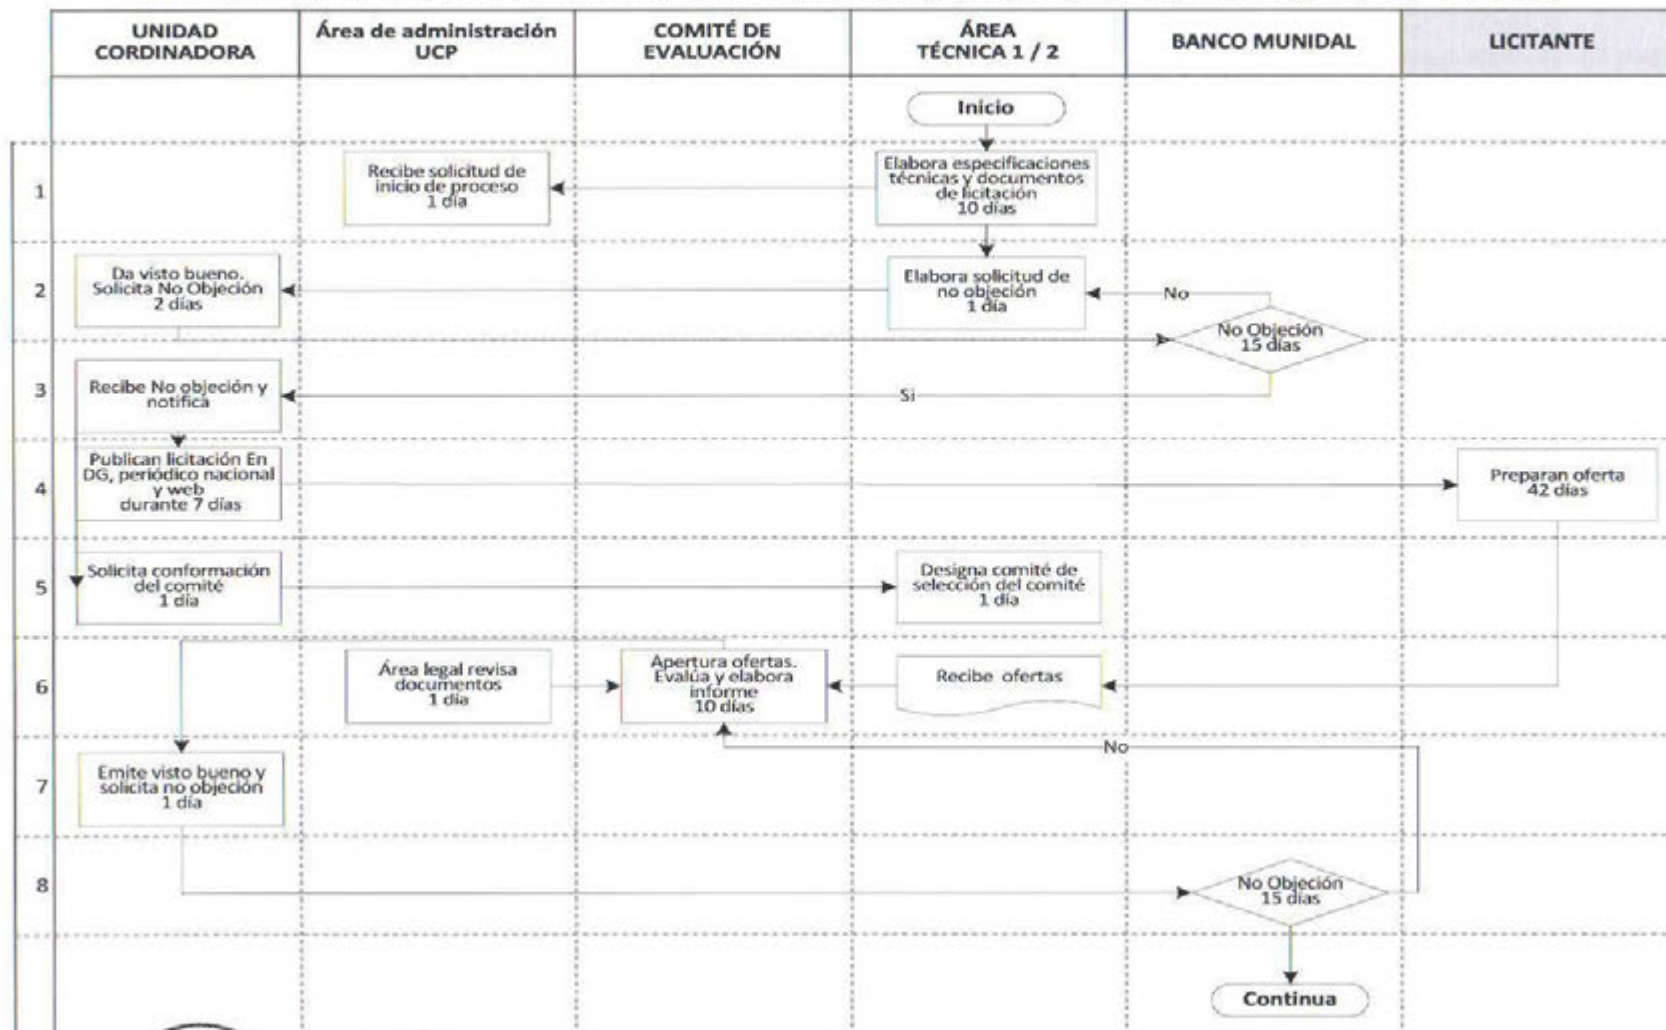 UNIDAD
CORDINADORA
Área de administración
UCP
COMITÉ DE
EVALUACIÓN
ÁREA
TÉCNICA 1 / 2
BANCO MUNIDAL
LICITANTE
Inicio
1
Recibe solicitud de
inicio de proceso
1 día
Elabora especificaciones
técnicas y documentos
de licitación
10 días
2
Da visto bueno.
Solicita No Objeción
2 días
Elabora solicitud de
no objeción
1 día
No
No Objeción
15 días
3
Recibe No objeción y
notifica
Si
4
Publican licitación En
DG, periódico nacional
y web
durante 7 días
Preparan oferta
42 días
5
Solicita conformación
del comité
1 día
Designa comité de
selección del comité
1 día
6
Área legal revisa
documentos
1 día
Apertura ofertas.
Evalúa y elabora
informe
10 días
Recibe ofertas
No
7
Emite visto bueno y
solicita no objeción
1 día
8
No Objeción
15 días
Continua